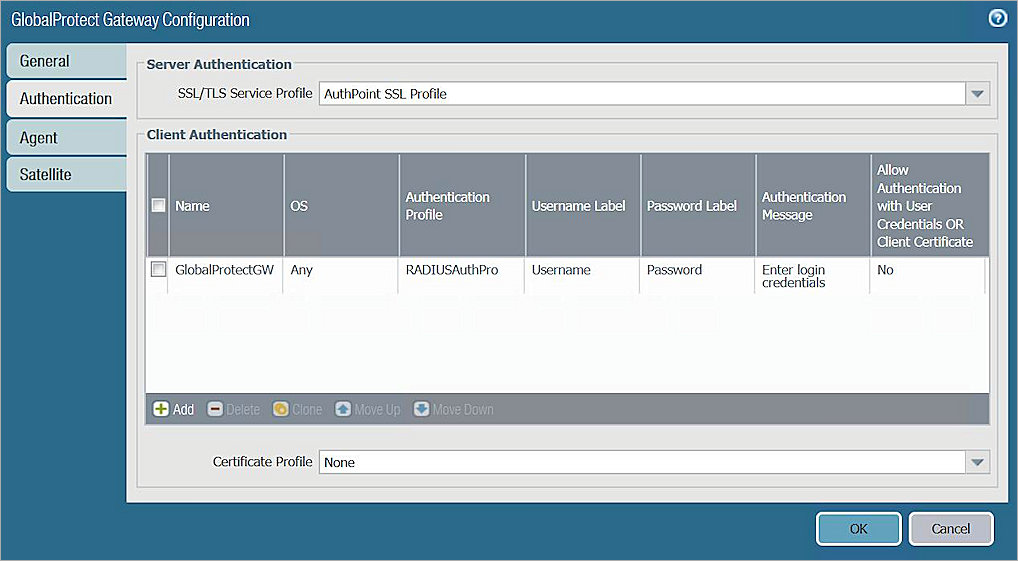 GlobalProtect Gateway Configuration
?
General
Authentication
Agent
Satellite
Server Authentication
SSL/TLS Service Profile AuthPoint SSL Profile
Client Authentication
Name OS Authentication Profile Username Label Password Label Authentication Message Allow Authentication with User Credentials OR Client Certificate
GlobalProtectGW Any RADIUSAuthPro Username Password Enter login credentials No
Add Delete Clone Move Up Move Down
Certificate Profile None
OK Cancel